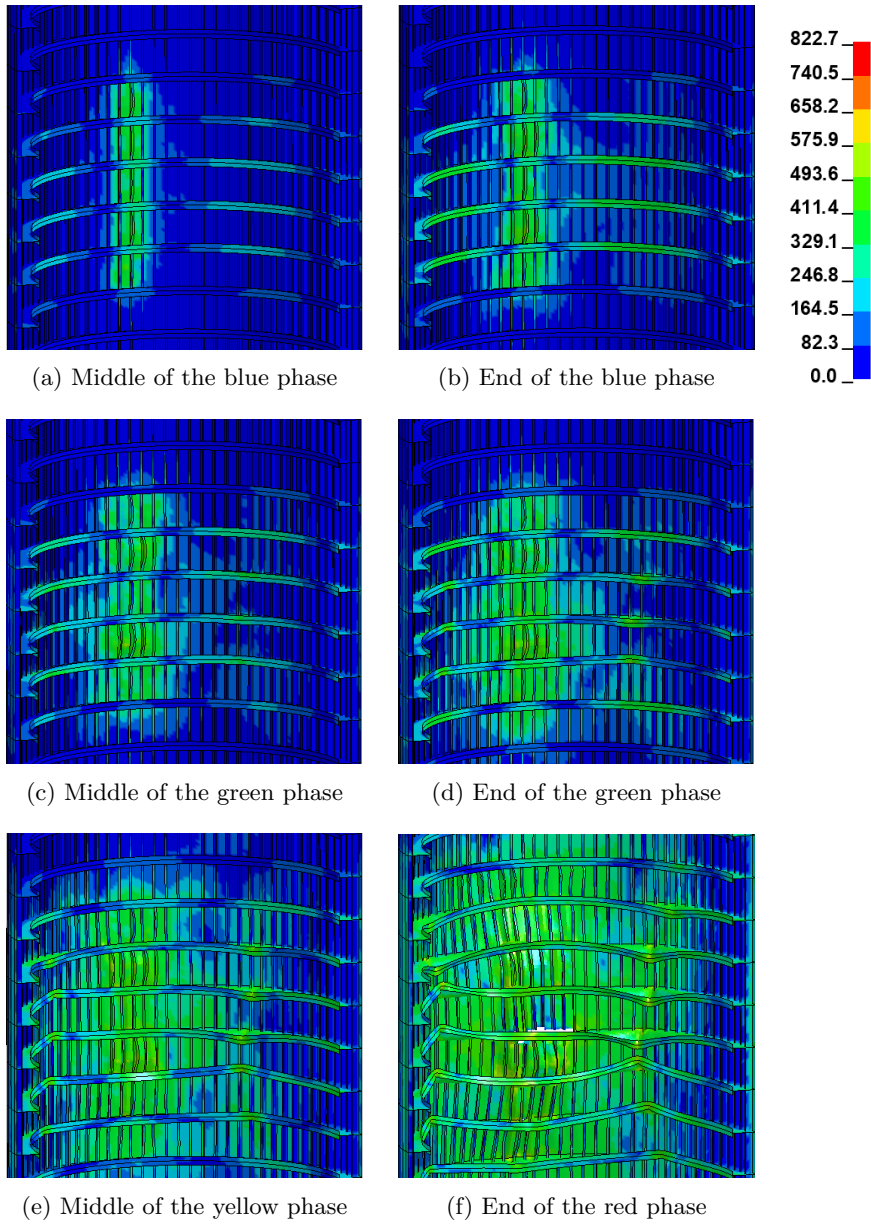 822.7
740.5
658.2
575.9
493.6
411.4
329.1
246.8
164.5
82.3
0.0
(a) Middle of the blue phase
(b) End of the blue phase
(c) Middle of the green phase
(d) End of the green phase
(e) Middle of the yellow phase
(f) End of the red phase